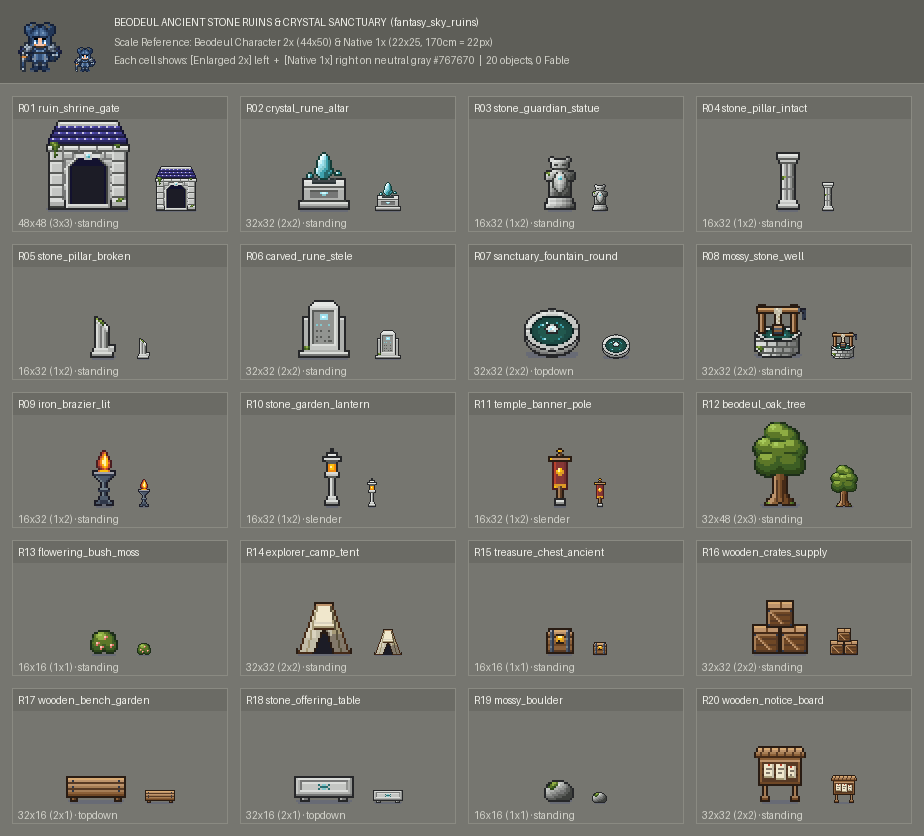 BEODEUL ANCIENT STONE RUINS & CRYSTAL SANCTUARY (fantasy_sky_ruins)
Scale Reference: Beodeul Character 2x (44x50) & Native 1x (22x25, 170cm = 22px)
Each cell shows: [Enlarged 2x] left + [Native 1x] right on neutral gray #767670 | 20 objects, 0 Fable
R01 ruin_shrine_gate
48x48 (3x3)·standing
R02 crystal_rune_altar
32x32 (2x2)·standing
R03 stone_guardian_statue
16x32 (1x2)·standing
R04 stone_pillar_intact
16x32 (1x2)·standing
R05 stone_pillar_broken
16x32 (1x2)·standing
R06 carved_rune_stele
32x32 (2x2)·standing
R07 sanctuary_fountain_round
32x32 (2x2)·topdown
R08 mossy_stone_well
32x32 (2x2)·standing
R09 iron_brazier_lit
16x32 (1x2)·standing
R10 stone_garden_lantern
16x32 (1x2)·slender
R11 temple_banner_pole
16x32 (1x2)·slender
R12 beodeul_oak_tree
32x48 (2x3)·standing
R13 flowering_bush_moss
16x16 (1x1)·standing
R14 explorer_camp_tent
32x32 (2x2)·standing
R15 treasure_chest_ancient
16x16 (1x1)·standing
R16 wooden_crates_supply
32x32 (2x2)·standing
R17 wooden_bench_garden
32x16 (2x1)·topdown
R18 stone_offering_table
32x16 (2x1)·topdown
R19 mossy_boulder
16x16 (1x1)·standing
R20 wooden_notice_board
32x32 (2x2)·standing